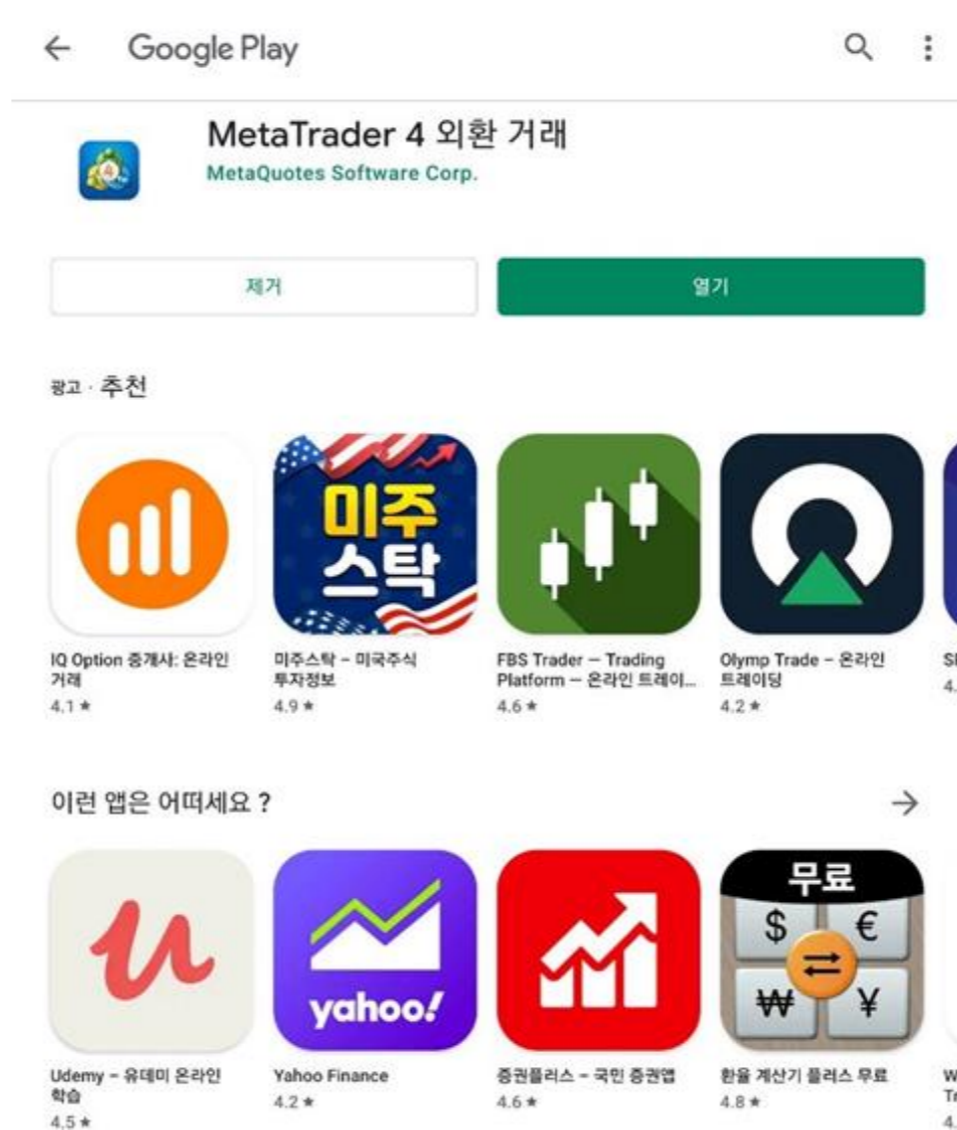 Google Play
MetaTrader 4 외환 거래
MetaQuotes Software Corp.
제거
열기
광고 · 추천
미주
스탁
IQ Option 중개사: 온라인
거래
4.1 ★
미주스탁 – 미국주식
투자정보
4.9 ★
FBS Trader — Trading
Platform — 온라인 트레이...
4.6 ★
Olymp Trade – 온라인
트레이딩
4.2 ★
4.
이런 앱은 어떠세요 ?
yahoo!
무료
$ €
₩ ¥
Udemy – 유데미 온라인
학습
4.5 ★
Yahoo Finance
4.2 ★
증권플러스 – 국민 증권앱
4.6 ★
환율 계산기 플러스 무료
4.8 ★
W
Tr
4.